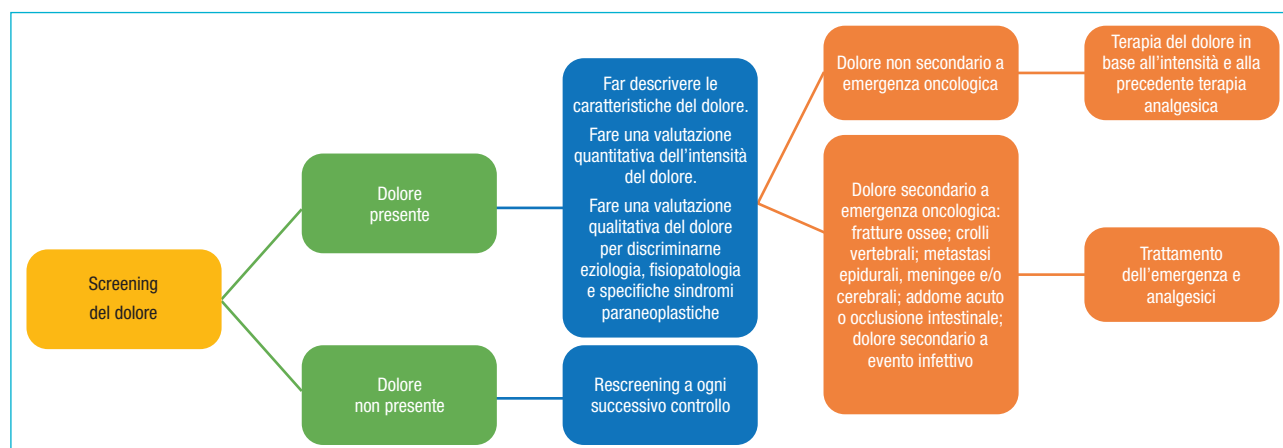 Screening
del dolore
Dolore
presente
Far descrivere le
caratteristiche del dolore.
Fare una valutazione
quantitativa dell’intensità
del dolore.
Fare una valutazione
qualitativa del dolore
per discriminarne
eziologia, fisiopatologia
e specifiche sindromi
paraneoplastiche
Dolore non secondario a
emergenza oncologica
Terapia del dolore in
base all’intensità e alla
precedente terapia
analgesica
Dolore secondario a
emergenza oncologica:
fratture ossee; crolli
vertebrali; metastasi
epidurali, meningee e/o
cerebrali; addome acuto
o occlusione intestinale;
dolore secondario a
evento infettivo
Trattamento
dell’emergenza e
analgesici
Dolore
non presente
Rescreening a ogni
successivo controllo